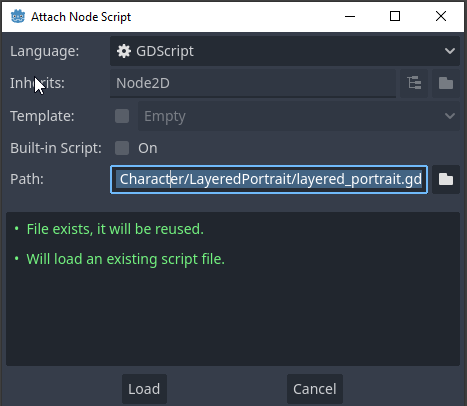 Attach Node Script
Language: GDScript
Inherits: Node2D
Template: Empty
Built-in Script: On
Path: Character/LayeredPortrait/layered_portrait.gd
• File exists, it will be reused.
• Will load an existing script file.
Load Cancel